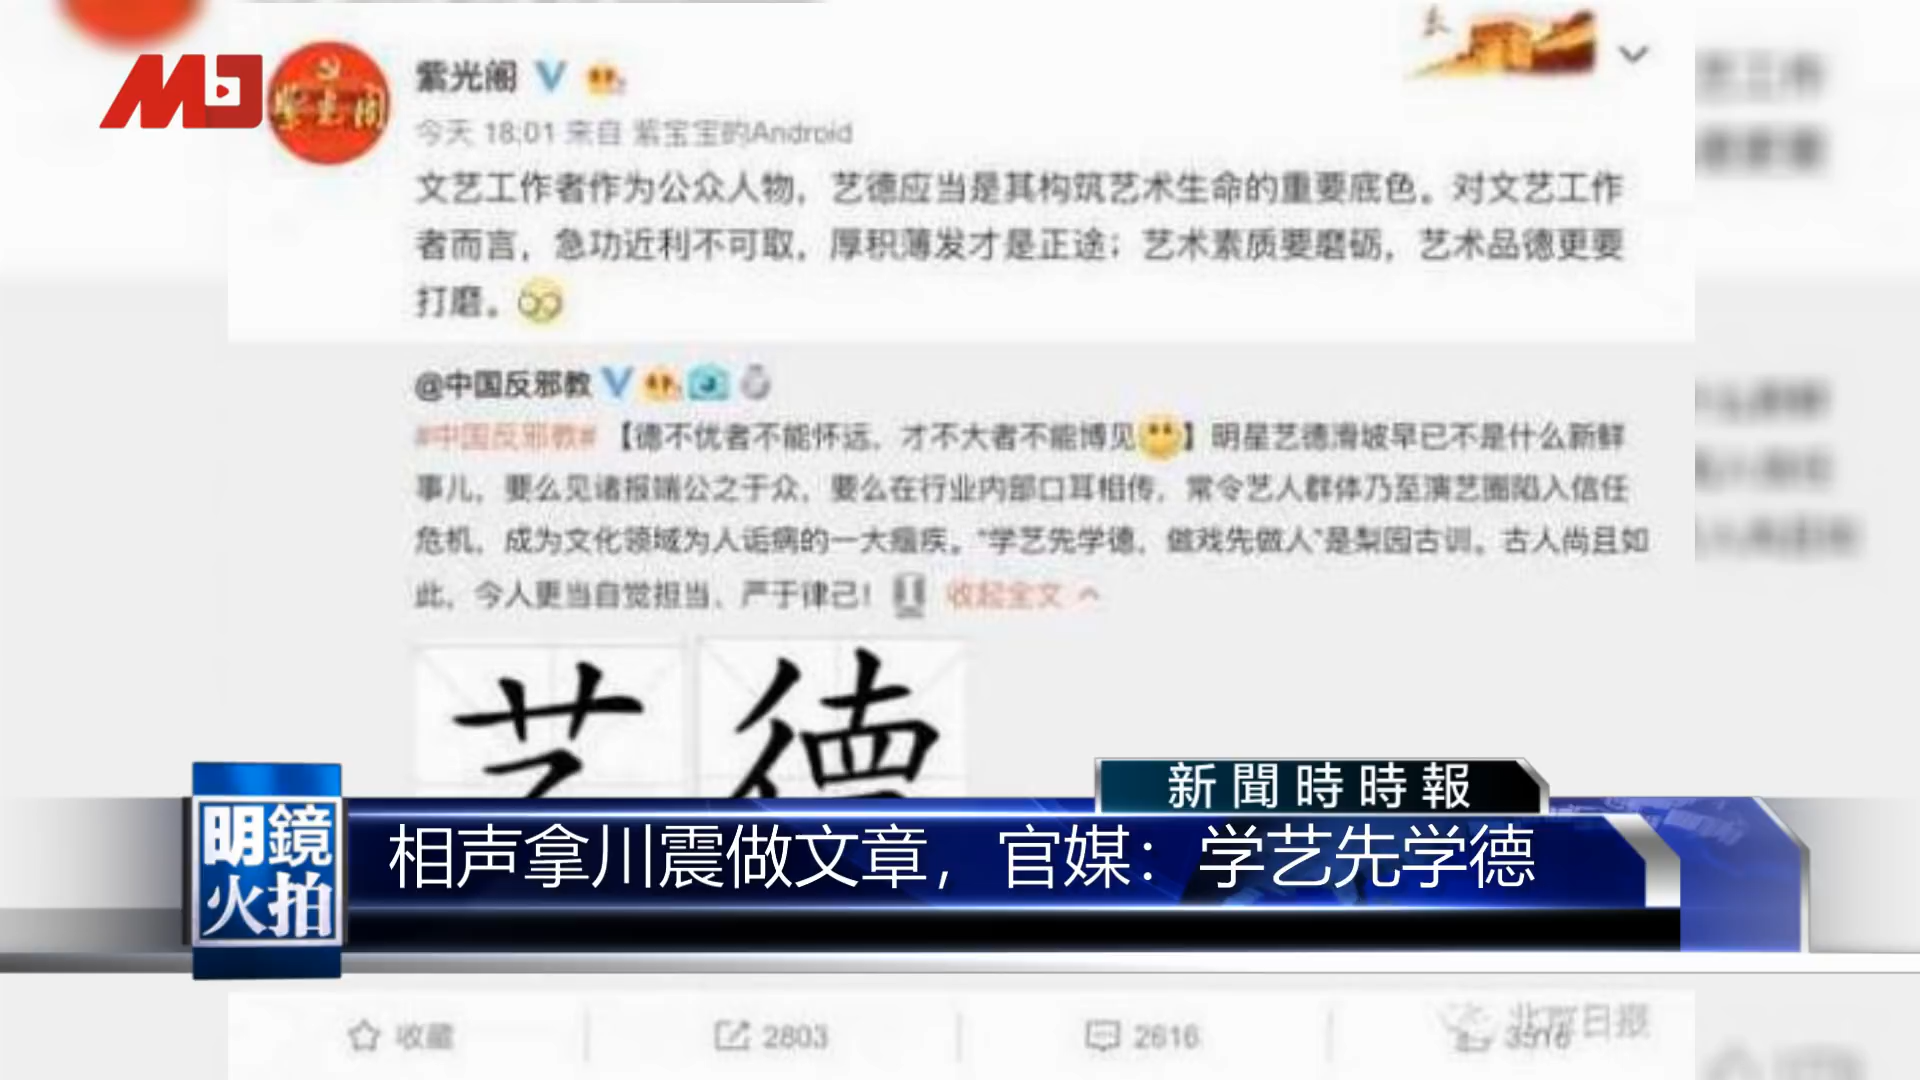 紫光阁
今天 18:01 来自 紫宝宝的Android
文艺工作者作为公众人物，艺德应当是其构筑艺术生命的重要底色。对文艺工作
者而言，急功近利不可取，厚积薄发才是正途；艺术素质要磨砺，艺术品德更要
打磨。
@中国反邪教
#中国反邪教#【德不优者不能怀远，才不大者不能博见】明星艺德滑坡早已不是什么新鲜
事儿，要么见诸报端公之于众，要么在行业内部口耳相传，常令艺人群体乃至演艺圈陷入信任
危机，成为文化领域为人诟病的一大痼疾。“学艺先学德，做戏先做人”是梨园古训。古人尚且如
此，今人更当自觉担当、严于律己！ 收起全文
艺 德
新聞時時報
明鏡
火拍
相声拿川震做文章，官媒：学艺先学德
收藏 2803 2616
北京日报